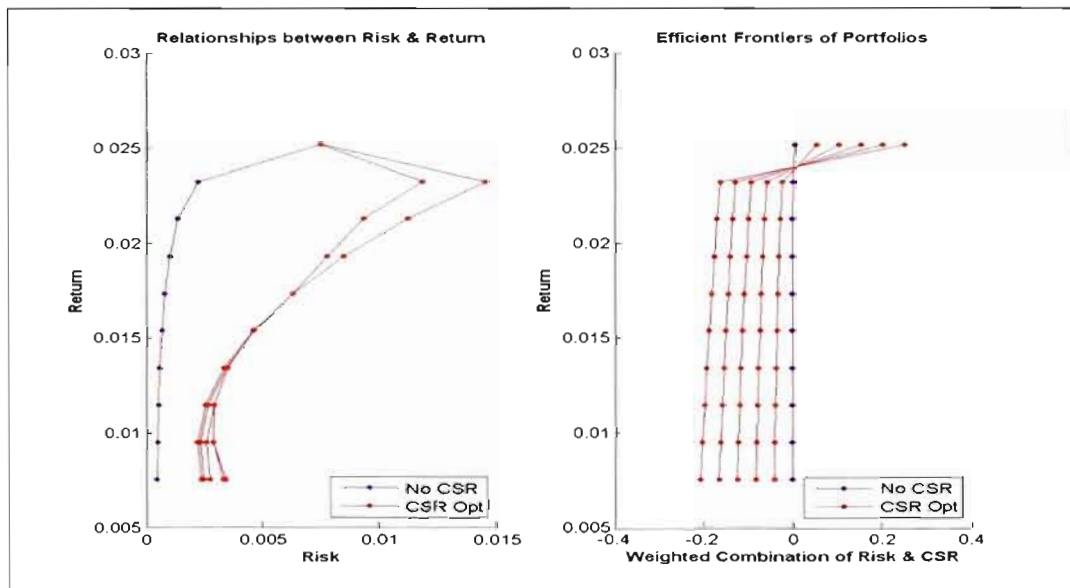 Relationships between Risk & Return
0.03
0.025
0.02
0.015
0.01
0.005
Return
0
0.005
0.01
0.015
Risk
No CSR
CSR Opt
Efficient Frontiers of Portfolios
0.03
0.025
0.02
0.015
0.01
0.005
Return
-0.4
-0.2
0
0.2
0.4
Weighted Combination of Risk & CSR
No CSR
CSR Opt